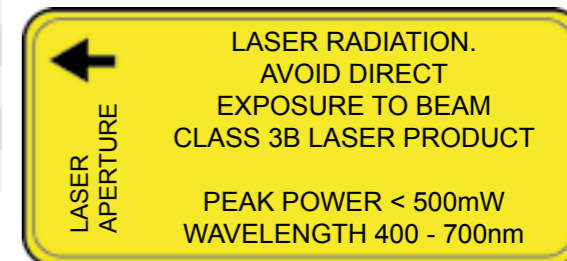 LASER RADIATION.
AVOID DIRECT
EXPOSURE TO BEAM
CLASS 3B LASER PRODUCT
PEAK POWER < 500mW
WAVELENGTH 400 - 700nm
LASER
APERTURE